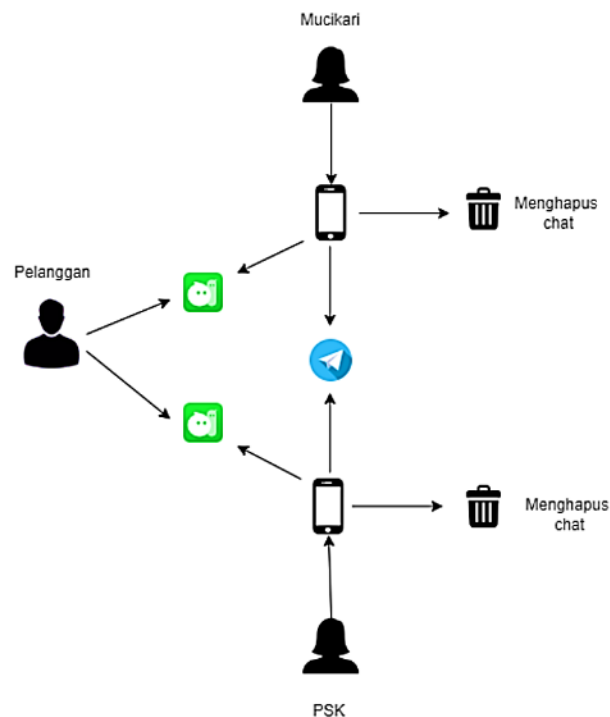 Mucikari
Menghapus
chat
Pelanggan
Menghapus
chat
PSK